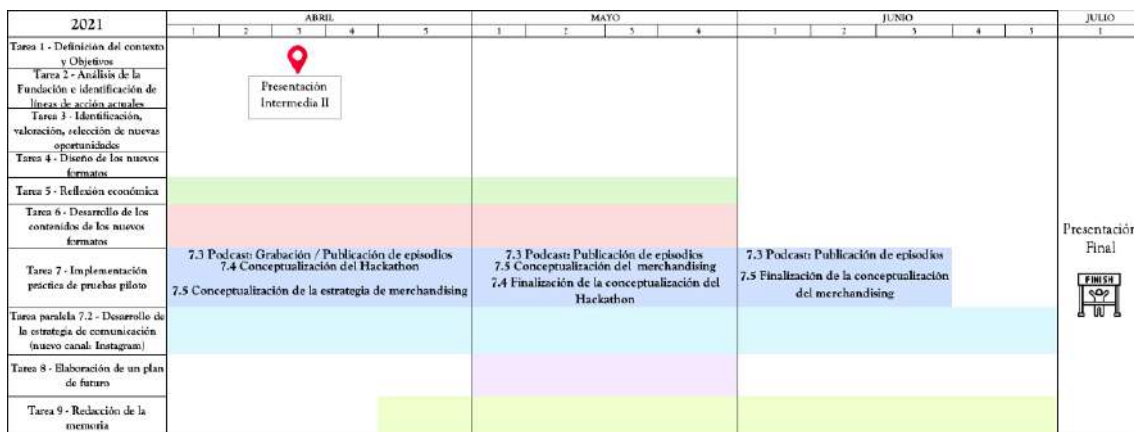 2021
ABRIL
MAYO
JUNIO
JULIO
1 2 3 4 5
1 2 3 4
1 2 3 4 5
1
Tarea 1 - Definición del contexto
y Objetivos
Tarea 2 - Análisis de la
Fundación e identificación de
líneas de acción actuales
Tarea 3 - Identificación,
valoración, selección de nuevas
oportunidades
Tarea 4 - Diseño de los nuevos
formatos
Tarea 5 - Reflexión económica
Tarea 6 - Desarrollo de los
contenidos de los nuevos
formatos
Tarea 7 - Implementación
práctica de pruebas piloto
Tarea paralela 7.2 - Desarrollo de
la estrategia de comunicación
(nuevo canal: Instagram)
Tarea 8 - Elaboración de un plan
de futuro
Tarea 9 - Redacción de la
memoria
Presentación
Intermedia II
7.3 Podcast: Grabación / Publicación de episodios
7.4 Conceptualización del Hackathon
7.5 Conceptualización de la estrategia de merchandising
7.3 Podcast: Publicación de episodios
7.5 Conceptualización del merchandising
7.4 Finalización de la conceptualización del
Hackathon
7.3 Podcast: Publicación de episodios
7.5 Finalización de la conceptualización
del merchandising
Presentación
Final
FINISH